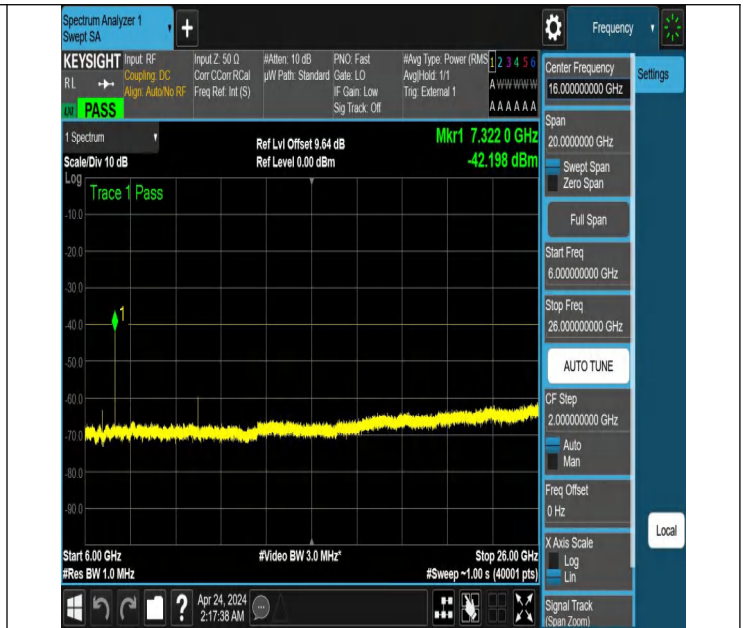 Spectrum Analyzer 1
Swept SA
+
Frequency
KEYSIGHT
RL
PASS
Input: RF
Coupling: DC
Align: Auto/No RF
Input Z: 50 Ω
Corr CCorr RCal
Freq Ref: Int (S)
#Atten: 10 dB
µW Path: Standard
PNO: Fast
Gate: LO
IF Gain: Low
Sig Track: Off
#Avg Type: Power (RMS
Avg|Hold: 1/1
Trig: External 1
1 2 3 4 5 6
A W W W W W
A A A A A A
1 Spectrum
Scale/Div 10 dB
Ref Lvl Offset 9.64 dB
Ref Level 0.00 dBm
Mkr1 7.322 0 GHz
-42.198 dBm
Log
Trace 1 Pass
-10.0
-20.0
-30.0
1
-40.0
-50.0
-60.0
-70.0
-80.0
-90.0
Start 6.00 GHz
#Video BW 3.0 MHz*
Stop 26.00 GHz
#Res BW 1.0 MHz
#Sweep ~1.00 s (40001 pts)
?
Apr 24, 2024
2:17:38 AM
Center Frequency
16.000000000 GHz
Settings
Span
20.0000000 GHz
Swept Span
Zero Span
Full Span
Start Freq
6.000000000 GHz
Stop Freq
26.000000000 GHz
AUTO TUNE
CF Step
2.000000000 GHz
Auto
Man
Freq Offset
0 Hz
X Axis Scale
Log
Lin
Local
Signal Track
(Span Zoom)